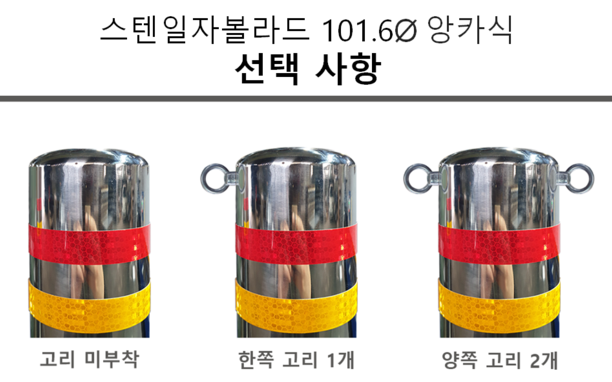 스텐일자볼라드 101.6Ø 앙카식
선택 사항
고리 미부착
한쪽 고리 1개
양쪽 고리 2개